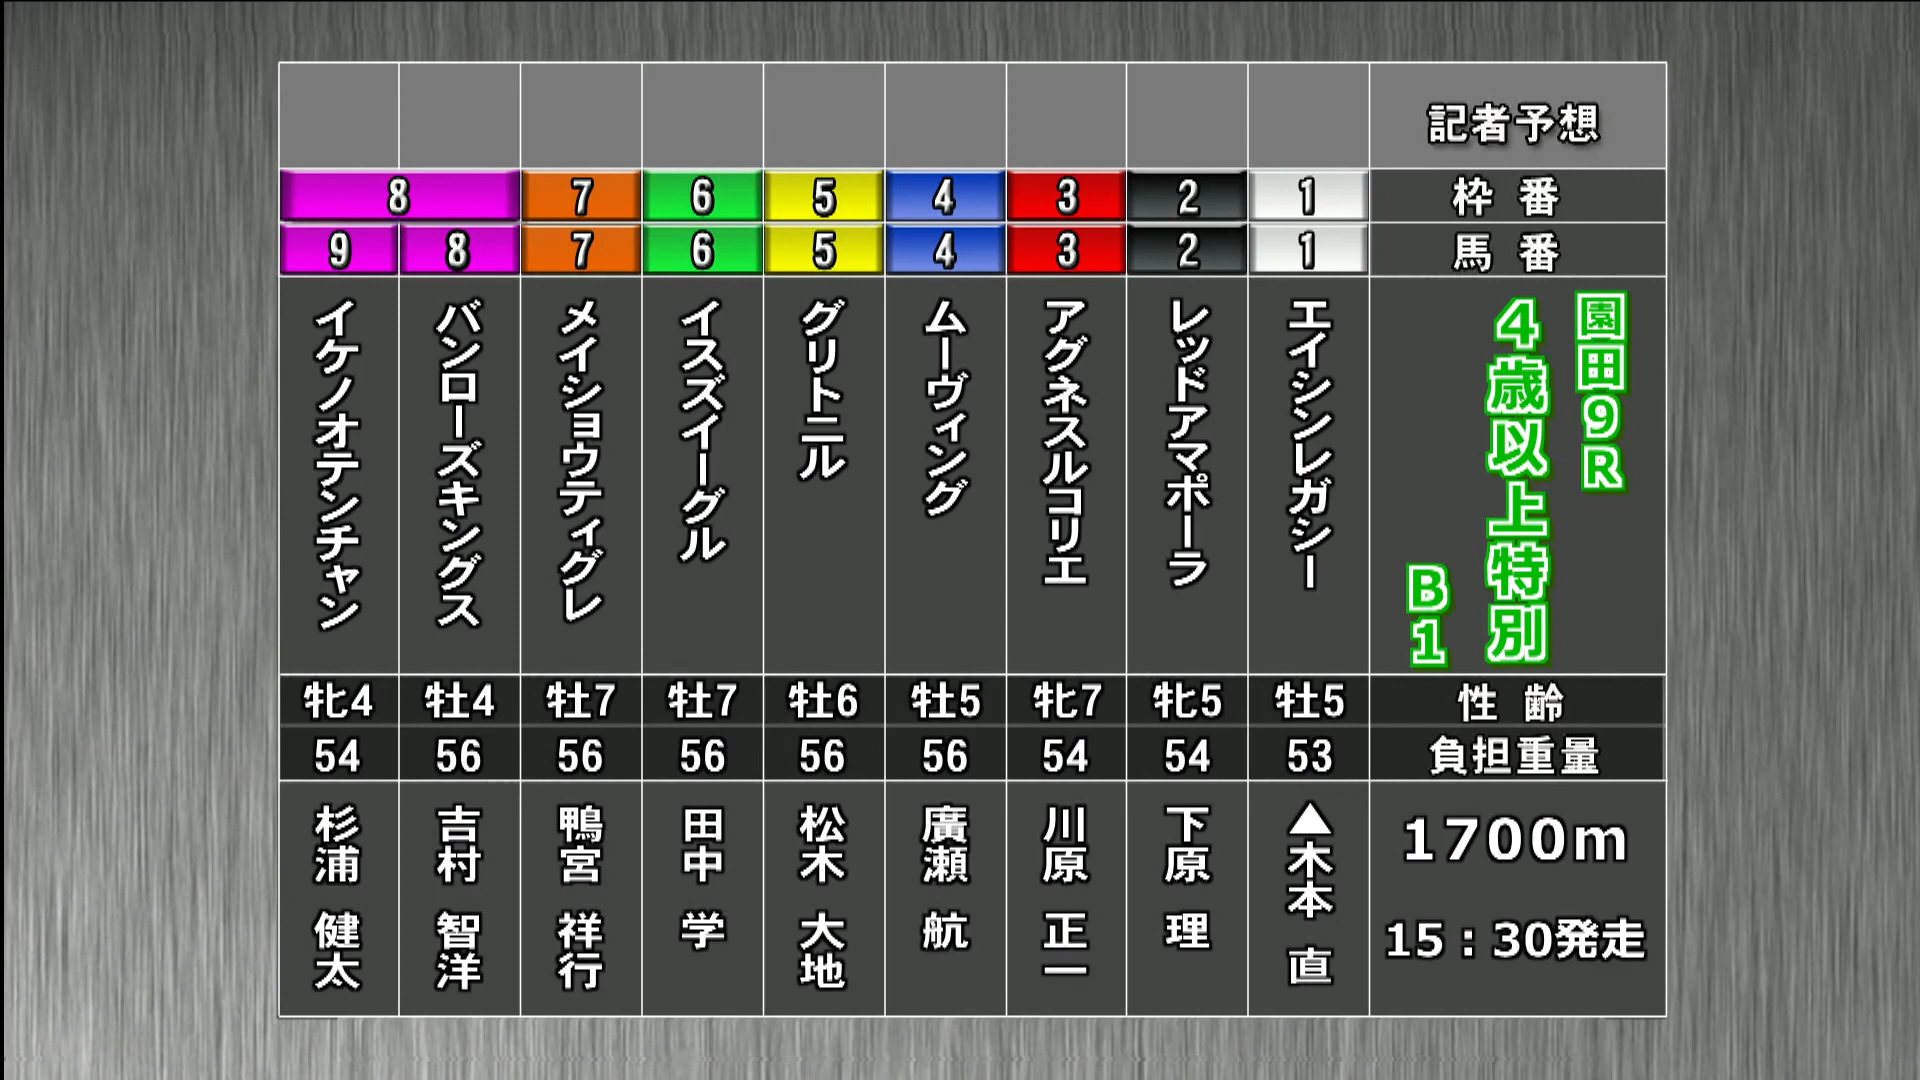 記者予想
枠番 1 2 3 4 5 6 7 8
馬番 1 2 3 4 5 6 7 8 9
園田9R
4歳以上特別
B1
エイシンレガシー
レッドアマポーラ
アグネスルコリエ
ムーヴィング
グリトニル
イスズイーグル
メイショウティグレ
バンローズキングス
イケノオテンチャン
性齢 牡5 牝5 牝7 牡5 牡6 牡7 牡7 牡4 牝4
負担重量 53 54 54 56 56 56 56 56 54
1700m
15:30発走
▲木本 直
下原 理
川原 正一
廣瀬 航
松木 大地
田中 学
鴨宮 祥行
吉村 智洋
杉浦 健太